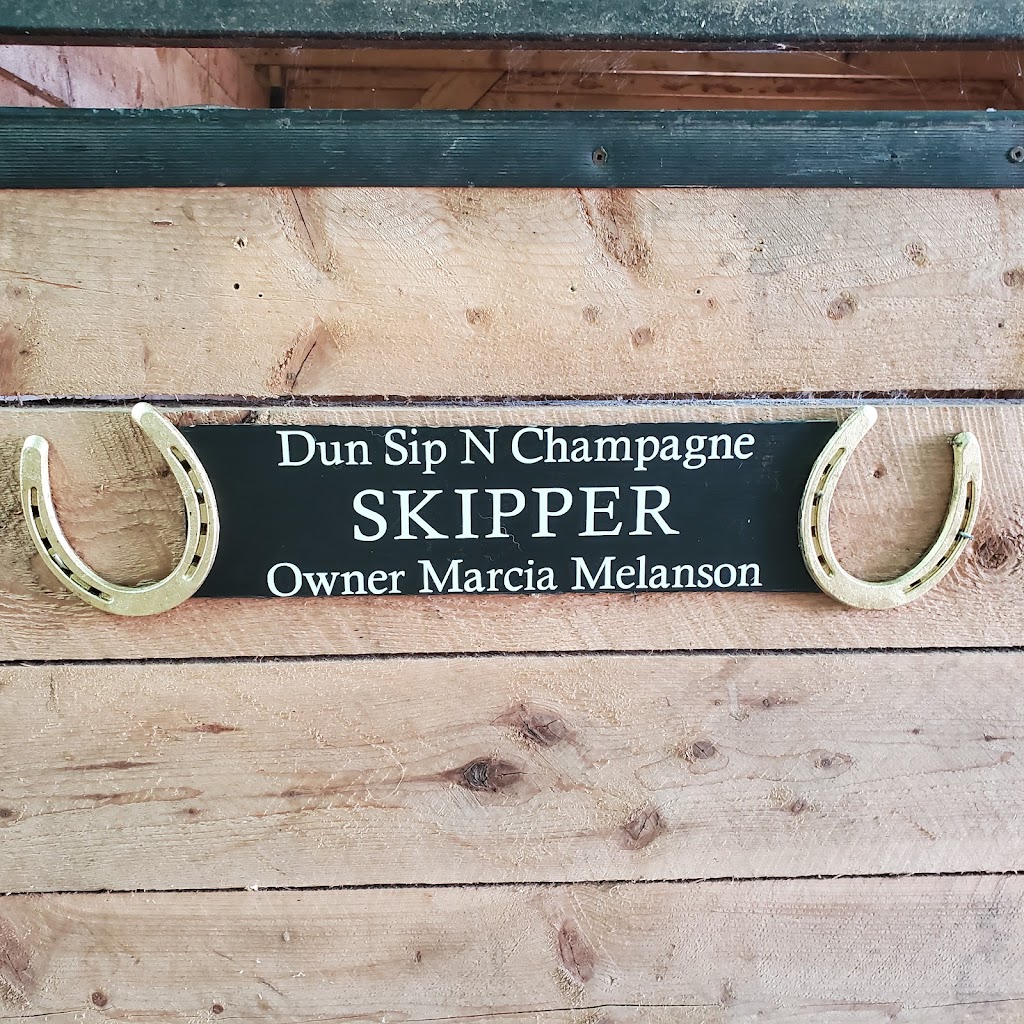 Dun Sip N Champagne
SKIPPER
Owner Marcia Melanson